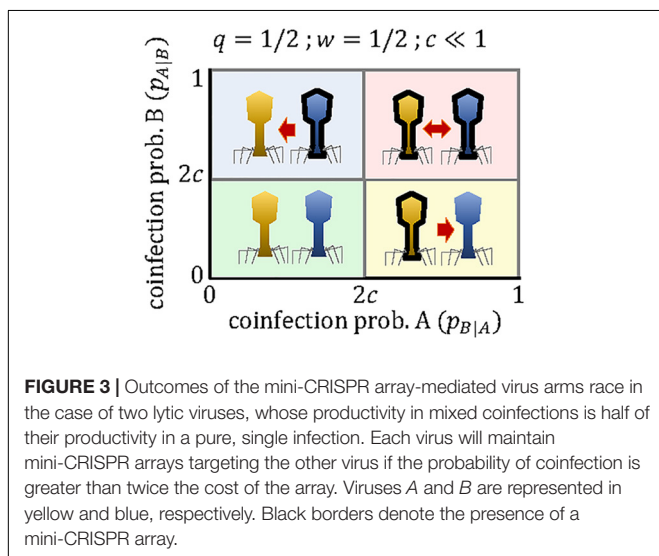 q = 1/2 ; w = 1/2 ; c ≪ 1
coinfection prob. B (p_{A|B})
1
2c
0
0 2c 1
coinfection prob. A (p_{B|A})
FIGURE 3 | Outcomes of the mini-CRISPR array-mediated virus arms race in
the case of two lytic viruses, whose productivity in mixed coinfections is half of
their productivity in a pure, single infection. Each virus will maintain
mini-CRISPR arrays targeting the other virus if the probability of coinfection is
greater than twice the cost of the array. Viruses A and B are represented in
yellow and blue, respectively. Black borders denote the presence of a
mini-CRISPR array.